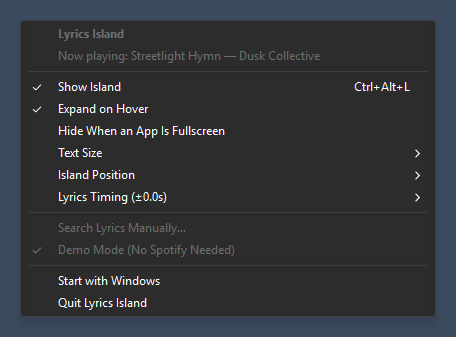 Lyrics Island
Now playing: Streetlight Hymn — Dusk Collective
Show Island Ctrl+Alt+L
Expand on Hover
Hide When an App Is Fullscreen
Text Size
Island Position
Lyrics Timing (±0.0s)
Search Lyrics Manually...
Demo Mode (No Spotify Needed)
Start with Windows
Quit Lyrics Island